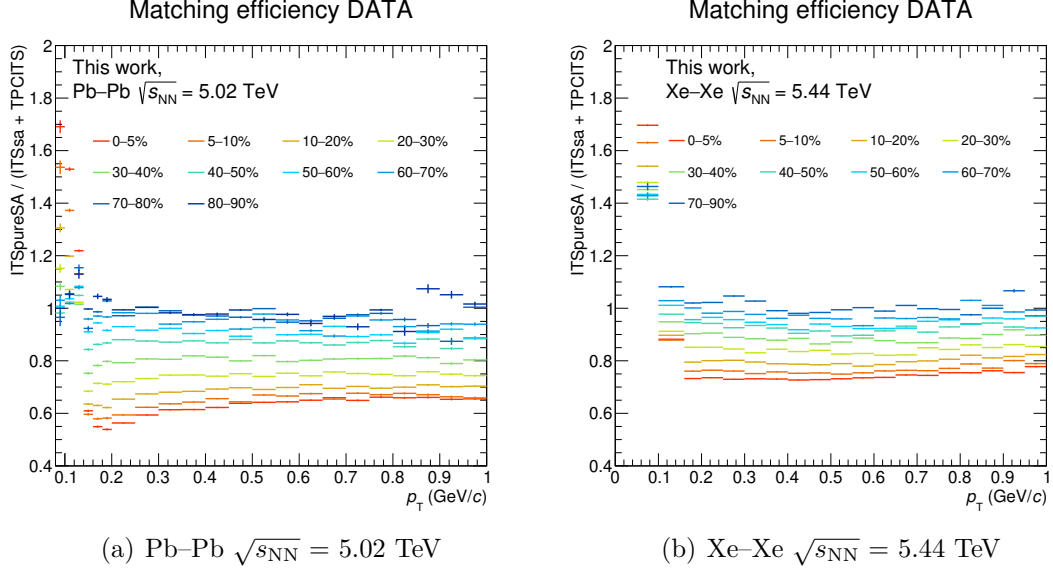 Matching efficiency DATA
ITSpureSA / (ITSsa + TPCITS)
This work,
Pb–Pb √sNN = 5.02 TeV
0–5% 5–10% 10–20% 20–30%
30–40% 40–50% 50–60% 60–70%
70–80% 80–90%
2
1.8
1.6
1.4
1.2
1
0.8
0.6
0.4
0.1 0.2 0.3 0.4 0.5 0.6 0.7 0.8 0.9 1
pT (GeV/c)
(a) Pb–Pb √sNN = 5.02 TeV
Matching efficiency DATA
ITSpureSA / (ITSsa + TPCITS)
This work,
Xe–Xe √sNN = 5.44 TeV
0–5% 5–10% 10–20% 20–30%
30–40% 40–50% 50–60% 60–70%
70–90%
2
1.8
1.6
1.4
1.2
1
0.8
0.6
0.4
0 0.1 0.2 0.3 0.4 0.5 0.6 0.7 0.8 0.9 1
pT (GeV/c)
(b) Xe–Xe √sNN = 5.44 TeV